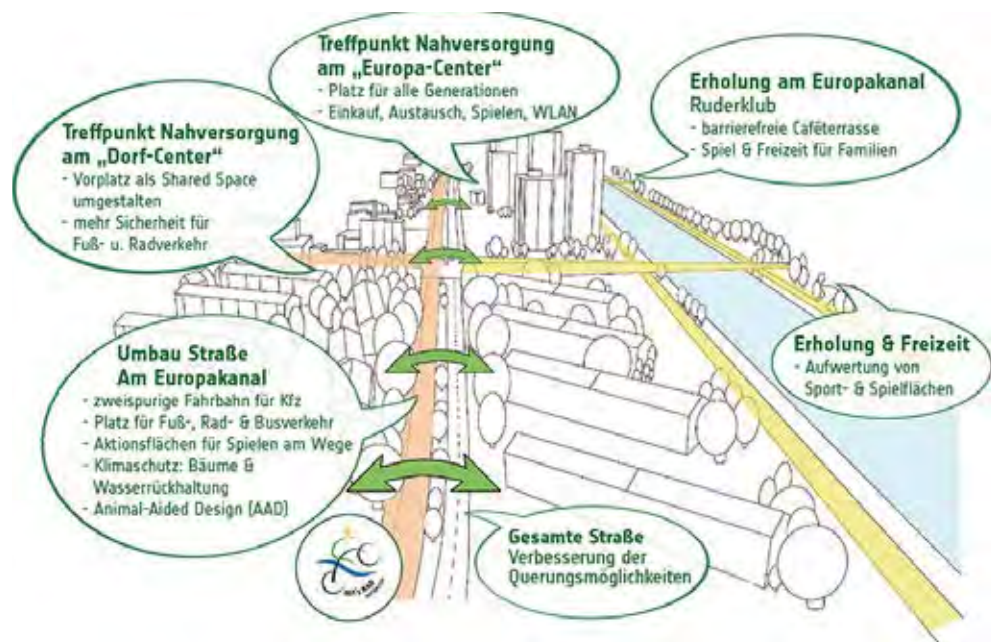 Treffpunkt Nahversorgung
am „Europa-Center“
- Platz für alle Generationen
- Einkauf, Austausch, Spielen, WLAN
Erholung am Europakanal
Ruderklub
- barrierefreie Caféterrasse
- Spiel & Freizeit für Familien
Treffpunkt Nahversorgung
am „Dorf-Center“
- Vorplatz als Shared Space
umgestalten
- mehr Sicherheit für
Fuß- u. Radverkehr
Umbau Straße
Am Europakanal
- zweispurige Fahrbahn für Kfz
- Platz für Fuß-, Rad- & Busverkehr
- Aktionsflächen für Spielen am Wege
- Klimaschutz: Bäume &
Wasserrückhaltung
- Animal-Aided Design (AAD)
Erholung & Freizeit
- Aufwertung von
Sport- & Spielflächen
Gesamte Straße
Verbesserung der
Querungsmöglichkeiten